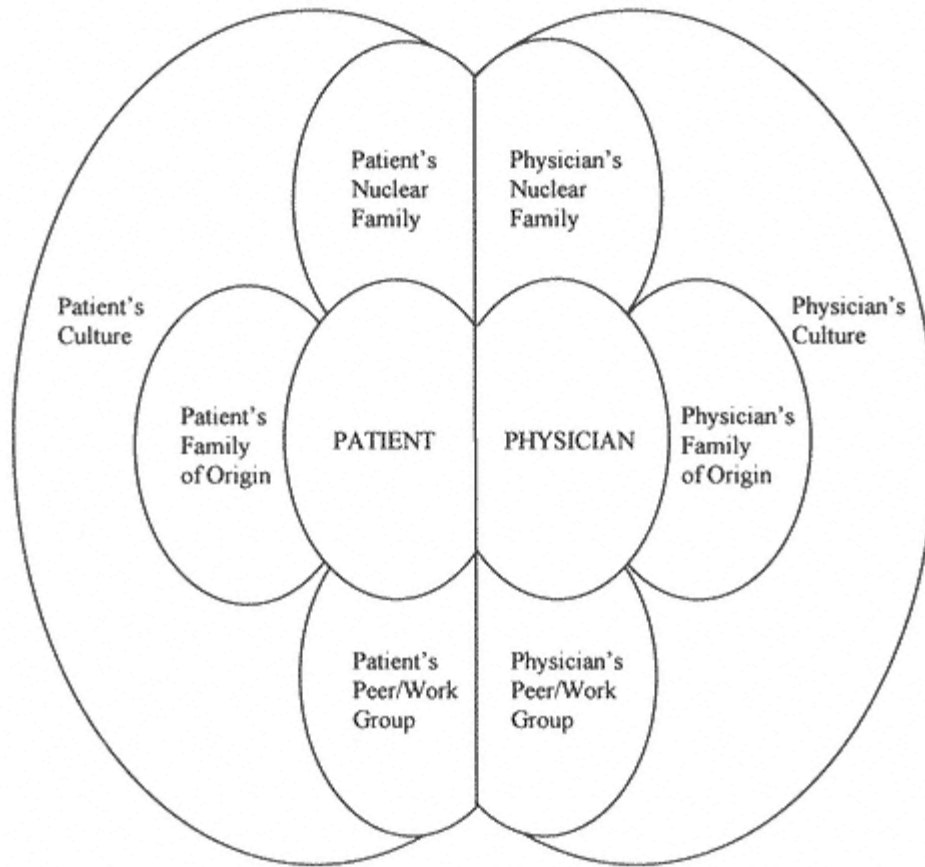 Patient's
Nuclear
Family
Physician's
Nuclear
Family
Patient's
Culture
Physician's
Culture
Patient's
Family
of Origin
PATIENT
PHYSICIAN
Physician's
Family
of Origin
Patient's
Peer/Work
Group
Physician's
Peer/Work
Group